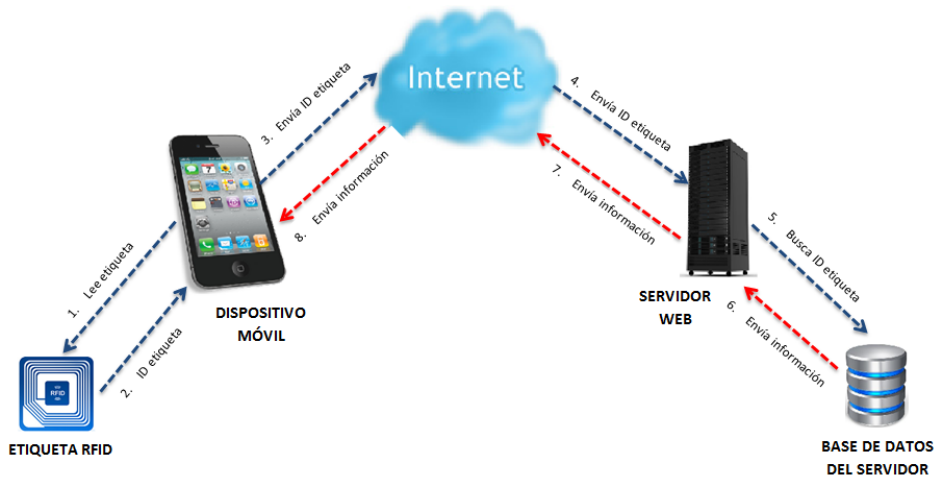 Internet
3. Envía ID etiqueta
4. Envía ID etiqueta
8. Envía información
7. Envía información
1. Lee etiqueta
2. ID etiqueta
5. Busca ID etiqueta
6. Envía información
DISPOSITIVO
MÓVIL
SERVIDOR
WEB
RFID
ETIQUETA RFID
BASE DE DATOS
DEL SERVIDOR